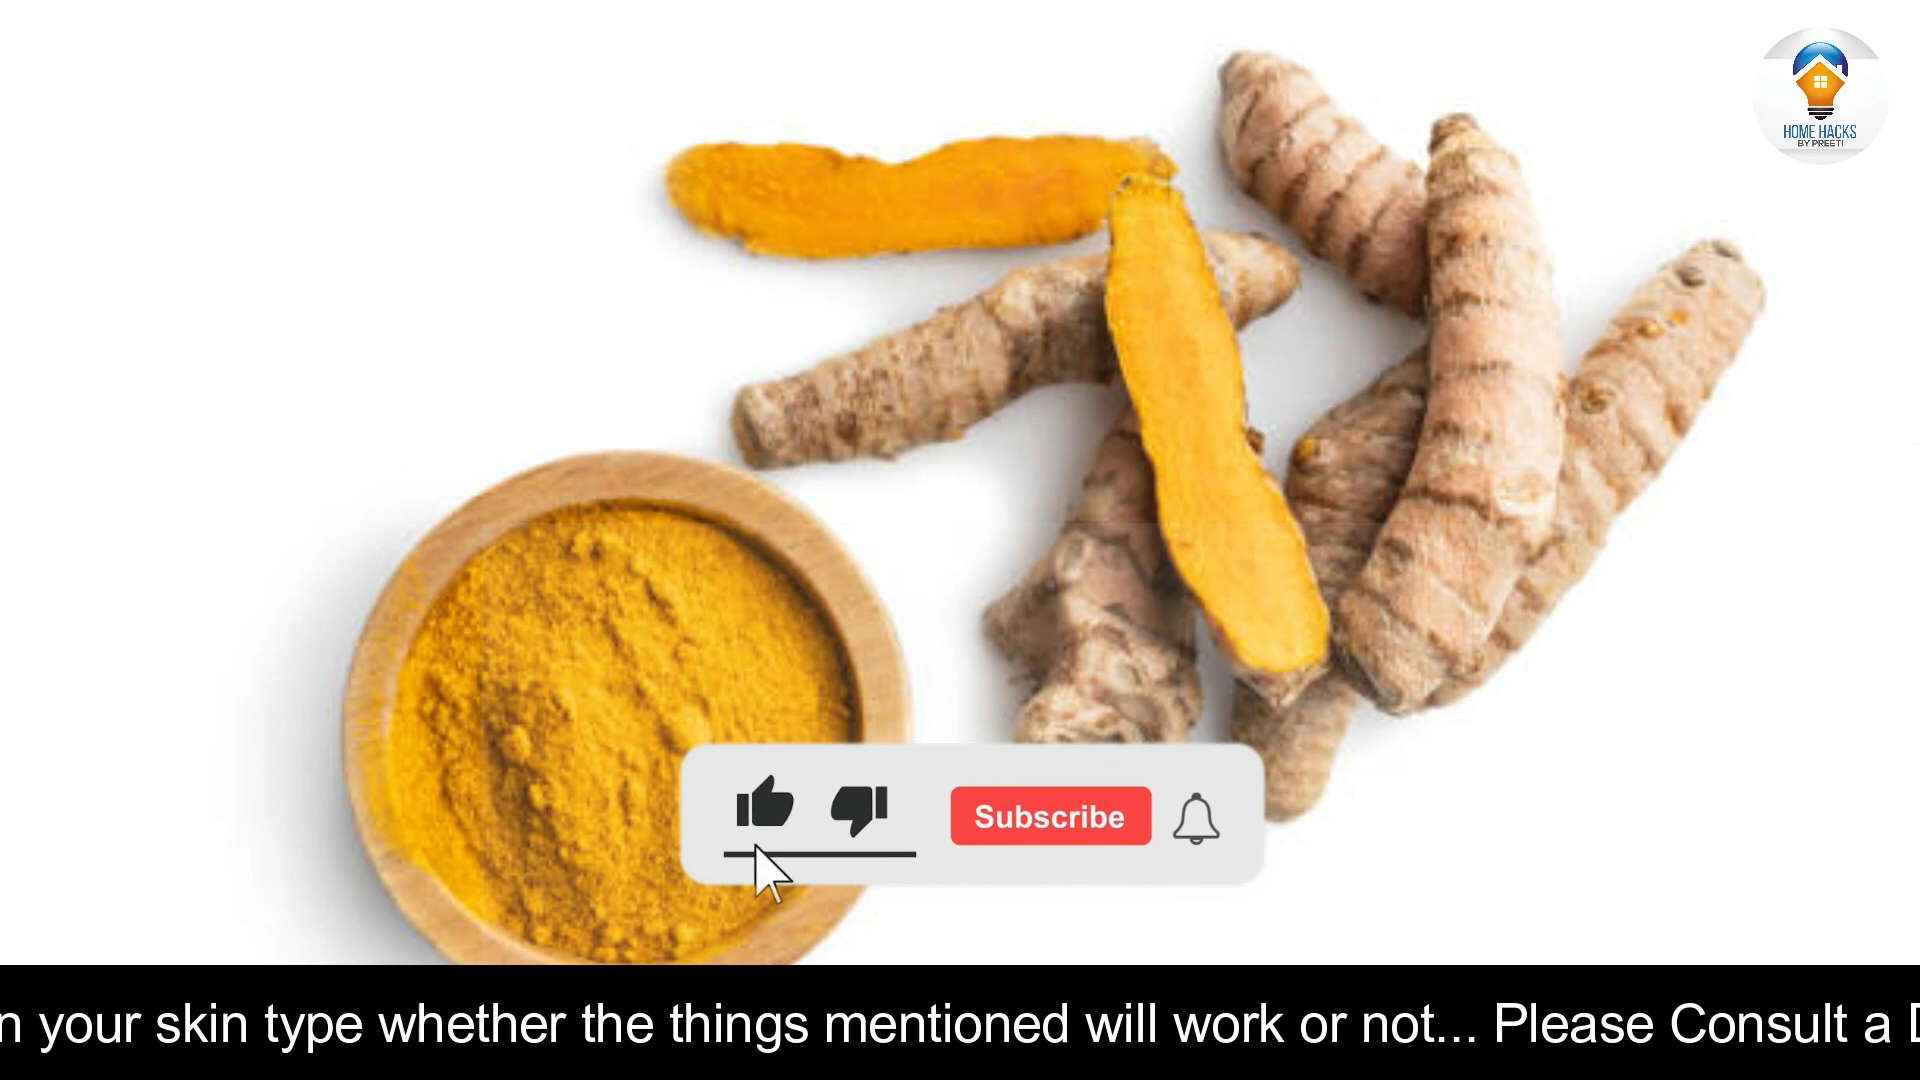 HOME HACKS
BY PREETI
Subscribe
your skin type whether the things mentioned will work or not... Please Consult a